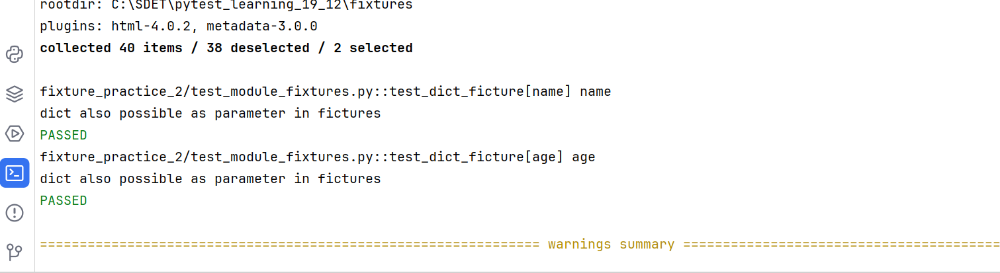 rootdir: C:\SDET\pytest_learning_19_12\fixtures
plugins: html-4.0.2, metadata-3.0.0
collected 40 items / 38 deselected / 2 selected
fixture_practice_2/test_module_fixtures.py::test_dict_ficture[name] name
dict also possible as parameter in fictures
PASSED
fixture_practice_2/test_module_fixtures.py::test_dict_ficture[age] age
dict also possible as parameter in fictures
PASSED
=============================================================== warnings summary ========================================